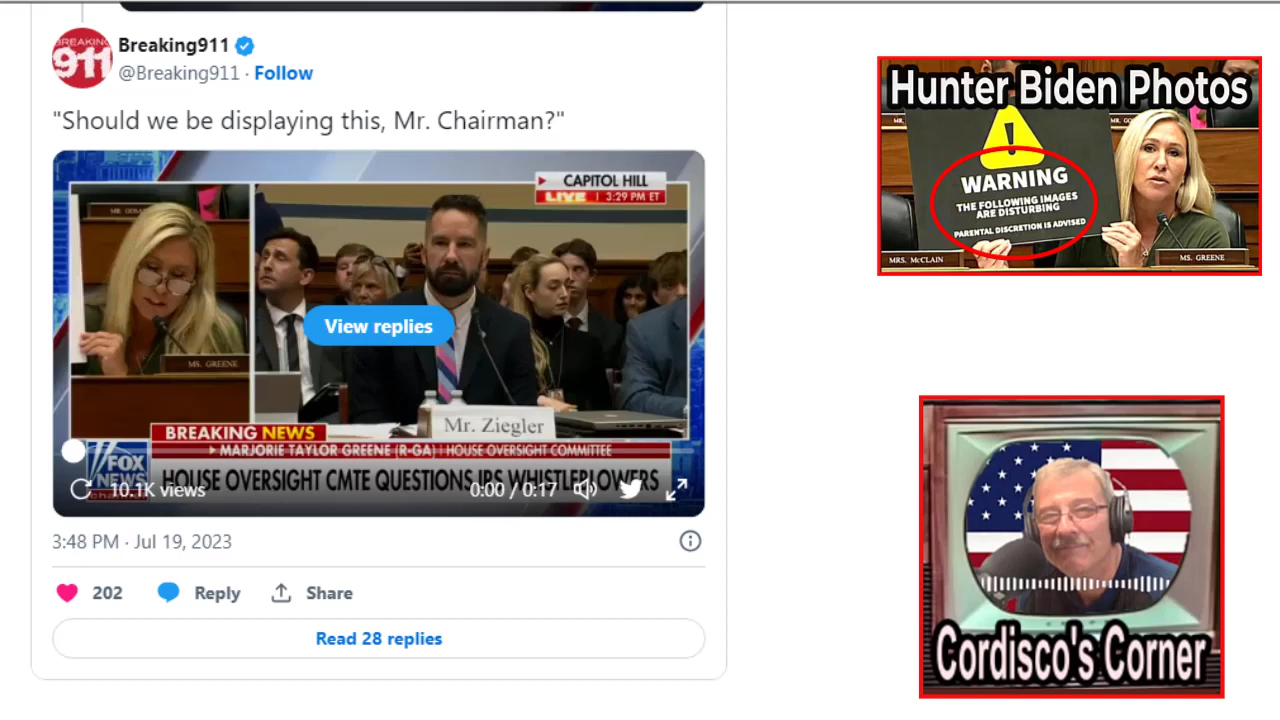 Breaking911
@Breaking911 · Follow
"Should we be displaying this, Mr. Chairman?"
CAPITOL HILL
LIVE | 3:29 PM ET
MS. GREENE
View replies
Mr. Ziegler
BREAKING NEWS
MARJORIE TAYLOR GREENE (R-GA) | HOUSE OVERSIGHT COMMITTEE
FOX
NEWS
channel
HOUSE OVERSIGHT CMTE QUESTIONS IRS WHISTLEBLOWERS
10.1K views
0:00 / 0:17
3:48 PM · Jul 19, 2023
202
Reply
Share
Read 28 replies
BREAKING
911
Hunter Biden Photos
WARNING
THE FOLLOWING IMAGES
ARE DISTURBING
PARENTAL DISCRETION IS ADVISED
MRS. McCLAIN
MS. GREENE
Cordisco's Corner